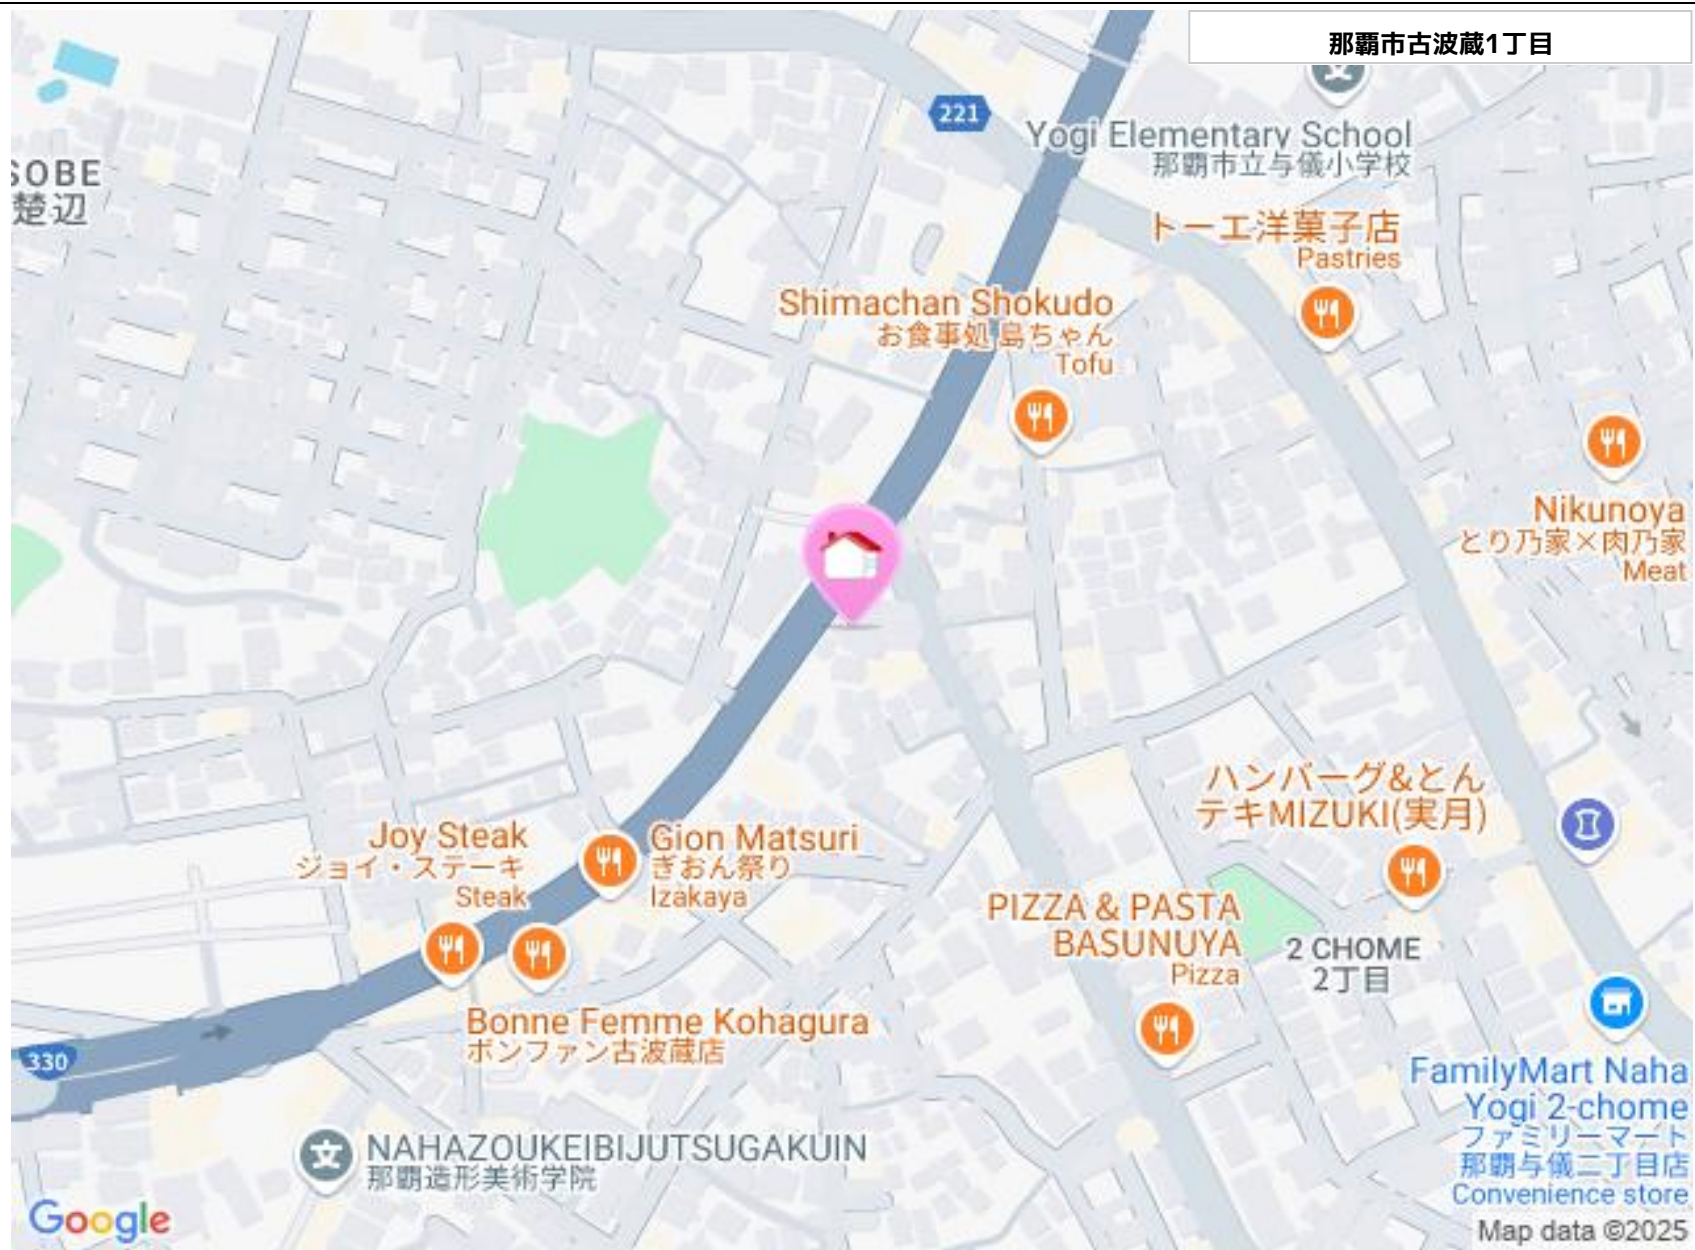 那覇市古波蔵1丁目
221
Yogi Elementary School
那覇市立与儀小学校
SOBE
楚辺
トーエ洋菓子店
Pastries
Shimachan Shokudo
お食事処 島ちゃん
Tofu
Nikunoya
とり乃家×肉乃家
Meat
ハンバーグ&とん
テキMIZUKI(実月)
Joy Steak
ジョイ・ステーキ
Steak
Gion Matsuri
ぎおん祭り
Izakaya
PIZZA & PASTA
BASUNUYA
Pizza
2 CHOME
2丁目
Bonne Femme Kohagura
ボンファン古波蔵店
330
FamilyMart Naha
Yogi 2-chome
ファミリーマート
那覇与儀二丁目店
Convenience store
NAHAZOUKEIBIJUTSUGAKUIN
那覇造形美術学院
Google
Map data ©2025